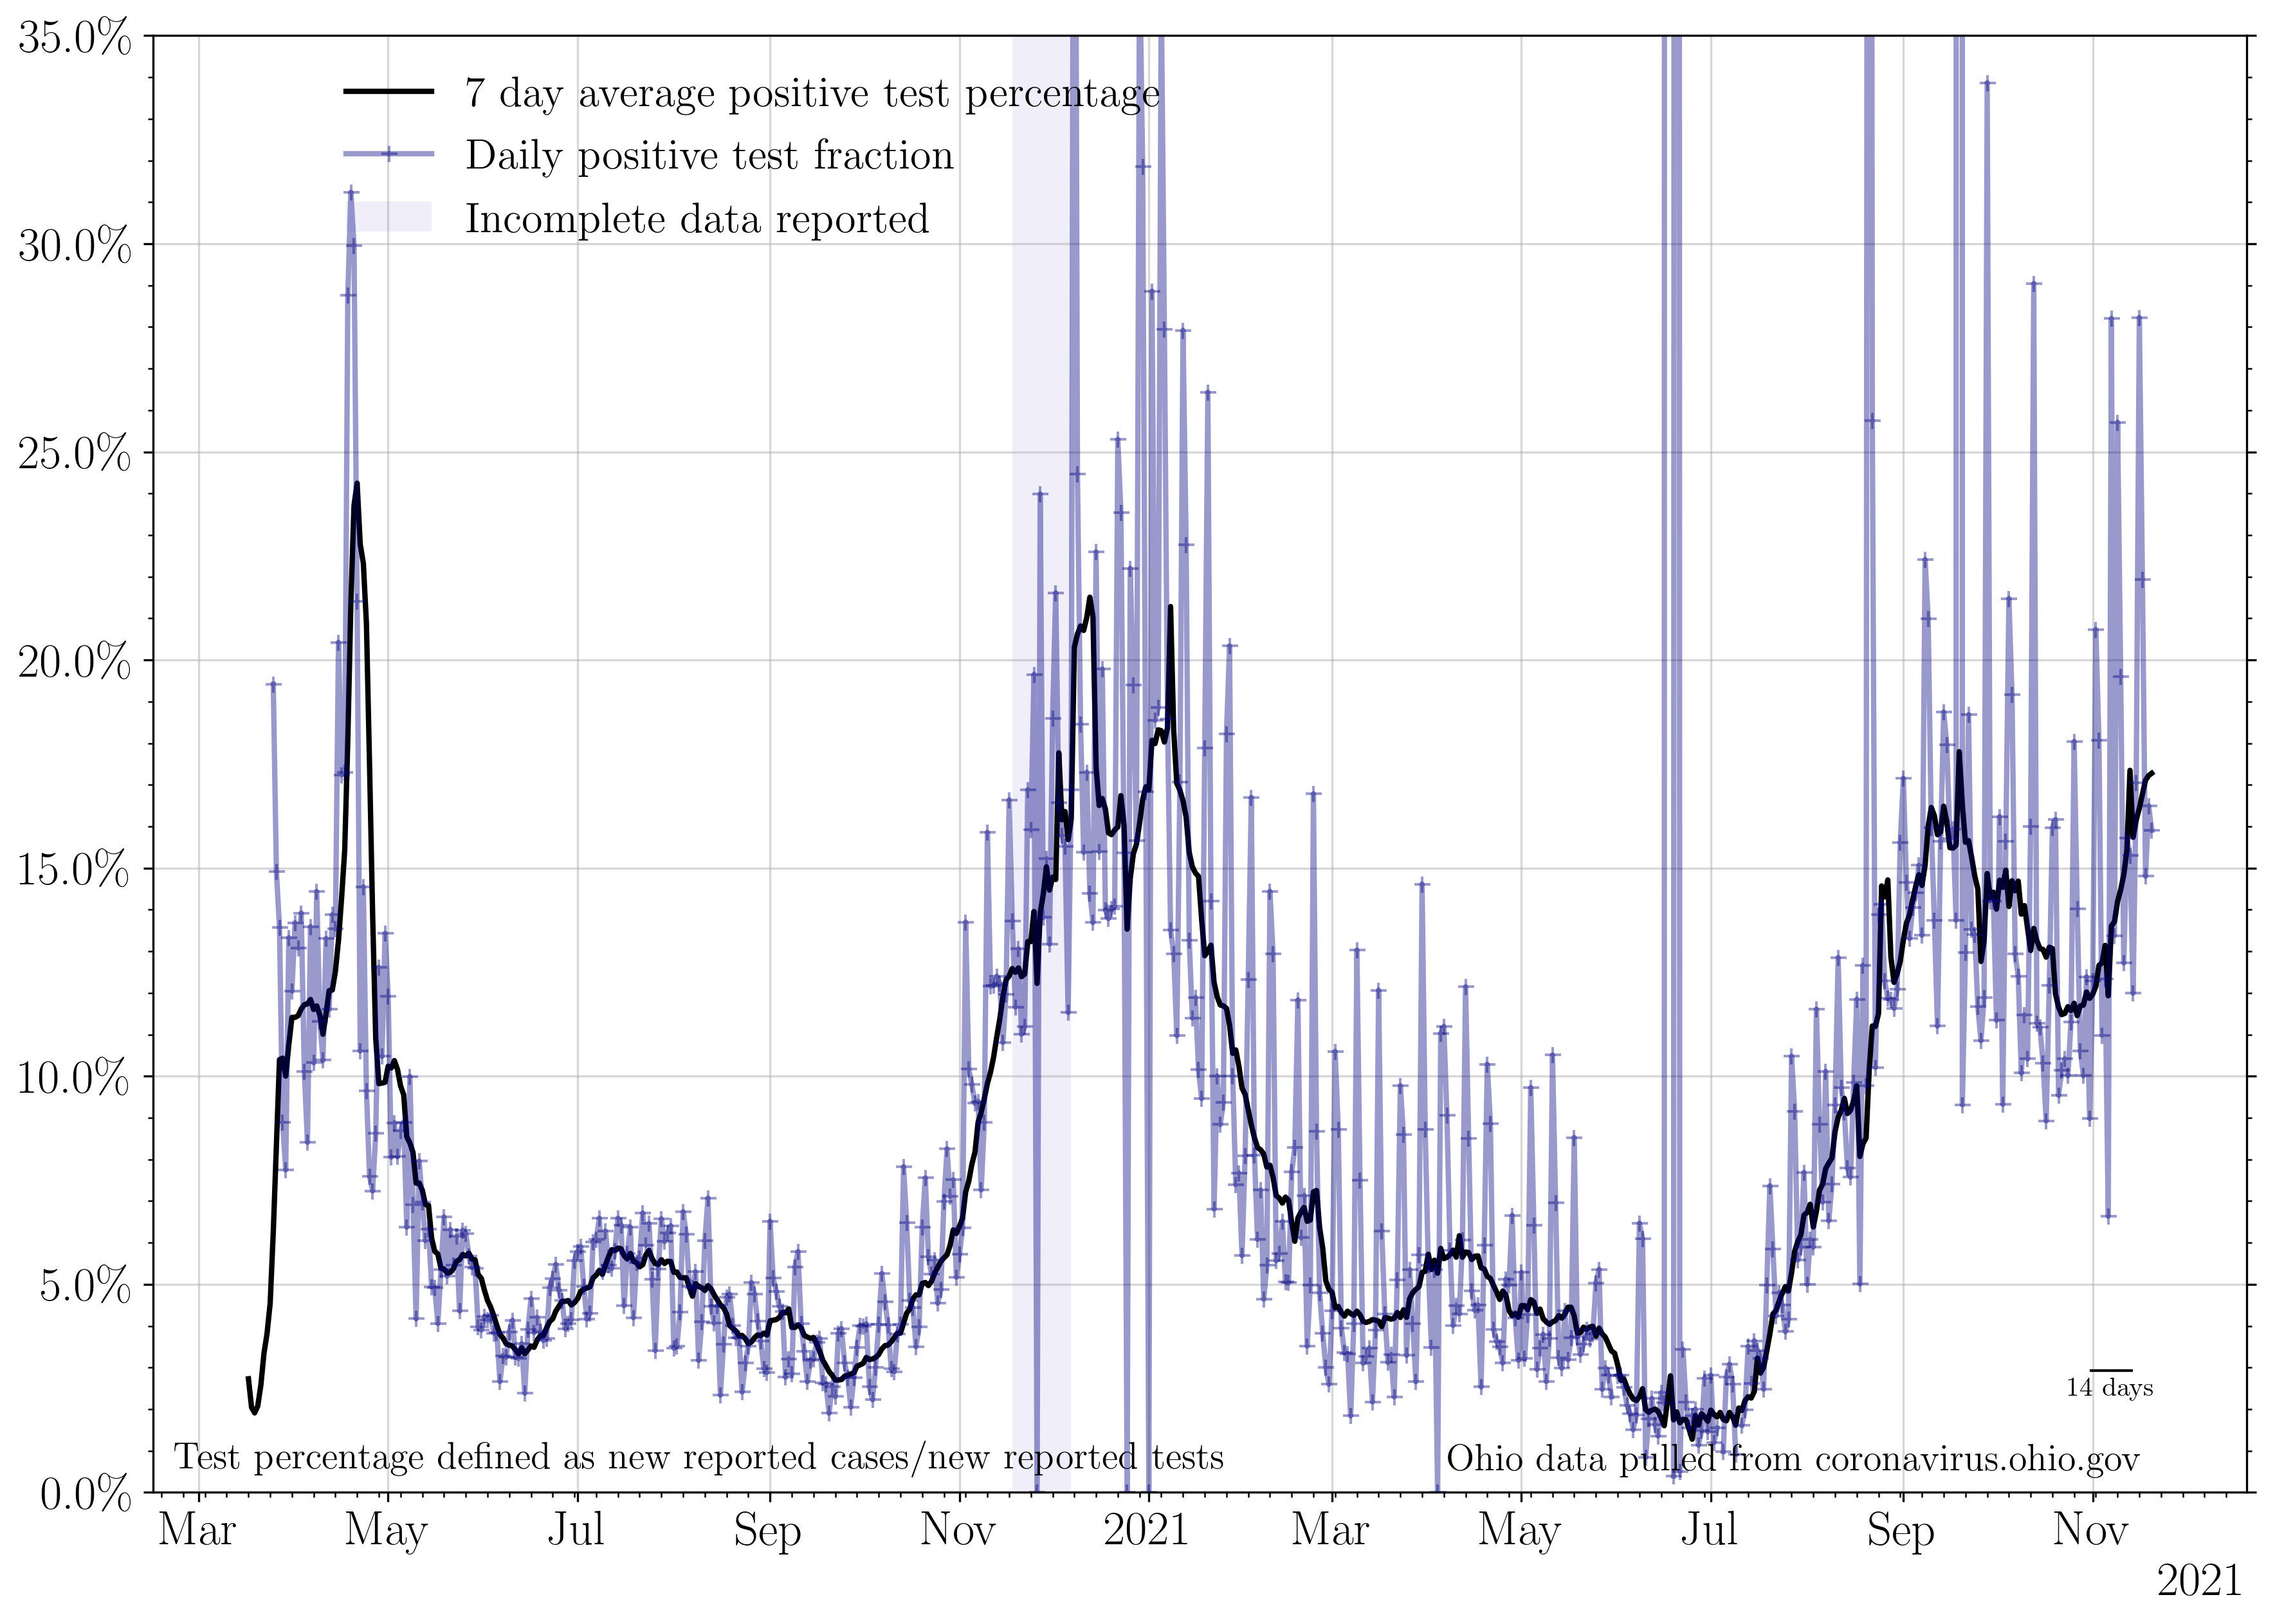 35.0%
30.0%
25.0%
20.0%
15.0%
10.0%
5.0%
0.0%
7 day average positive test percentage
Daily positive test fraction
Incomplete data reported
14 days
Test percentage defined as new reported cases/new reported tests
Ohio data pulled from coronavirus.ohio.gov
Mar May Jul Sep Nov 2021 Mar May Jul Sep Nov
2021